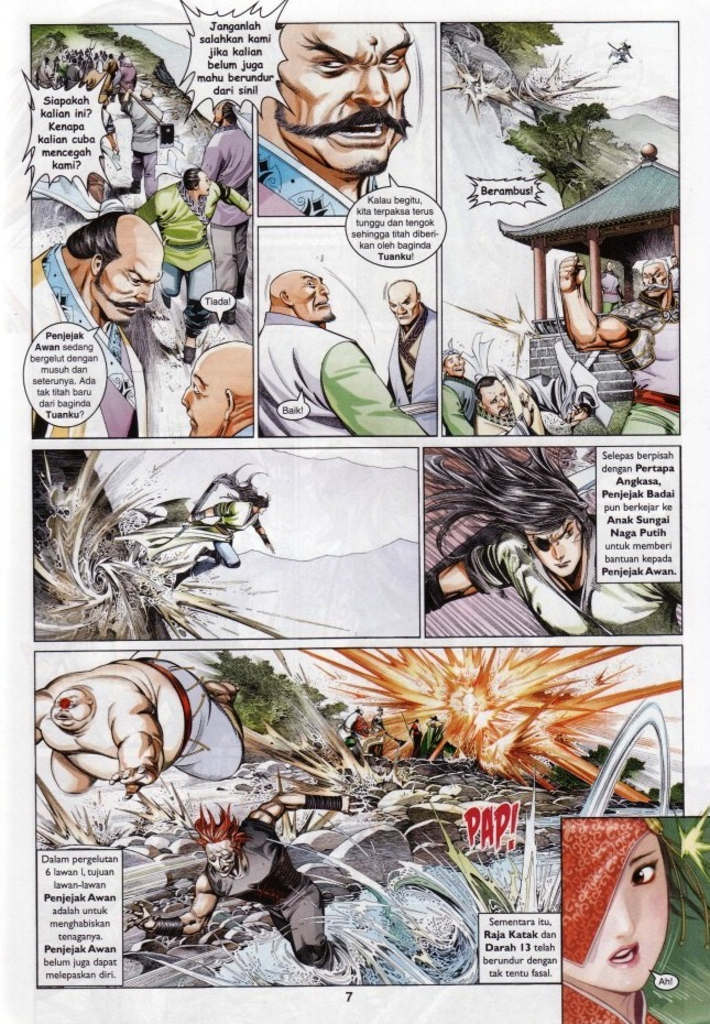 Siapakah
kalian ini?
Kenapa
kalian cuba
mencegah
kami?
Janganlah
salahkan kami
jika kalian
belum juga
mahu berundur
dari sini!
Tiada!
Penjejak
Awan sedang
bergelut dengan
musuh dan
seterunya. Ada
tak titah baru
dari baginda
Tuanku?
Kalau begitu,
kita terpaksa terus
tunggu dan tengok
sehingga titah dah
dikeluarkan oleh baginda
Tuanku!
Baik!
Berambus!
Selepas berpisah
dengan Pertapa
Angkasa,
Penjejak Badai
pun berkejar ke
Anak Sungai
Naga Putih
untuk memberi
bantuan kepada
Penjejak Awan.
PAP!
Dalam pergelutan
6 lawan 1, tujuan
lawan-lawan
Penjejak Awan
adalah untuk
menghabiskan
tenaganya.
Penjejak Awan
belum juga dapat
melepaskan diri.
Sementara itu,
Raja Katak dan
Darah 13 telah
berundur dengan
tak tentu fasal.
Ah!
7